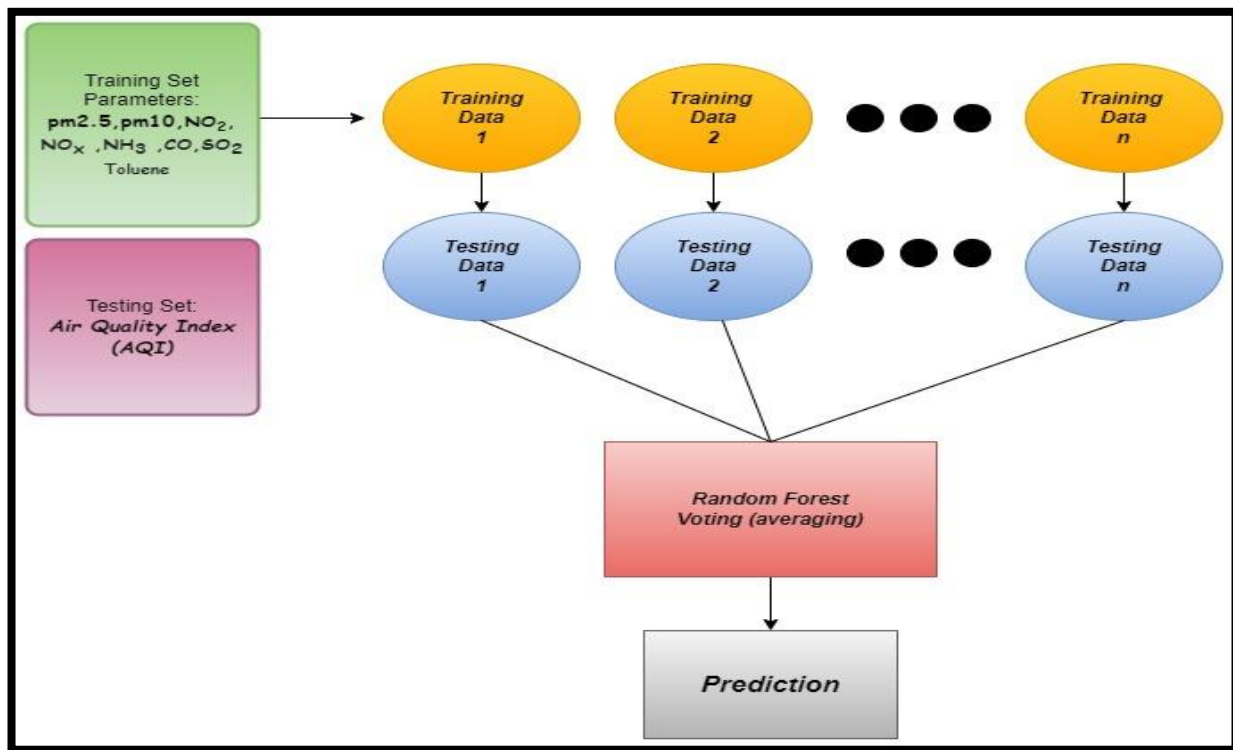 Training Set
Parameters:
pm2.5,pm10,NO₂,
NOₓ ,NH₃ ,CO,SO₂
Toluene
Testing Set:
Air Quality Index
(AQI)
Training
Data
1
Training
Data
2
Training
Data
n
Testing
Data
1
Testing
Data
2
Testing
Data
n
Random Forest
Voting (averaging)
Prediction